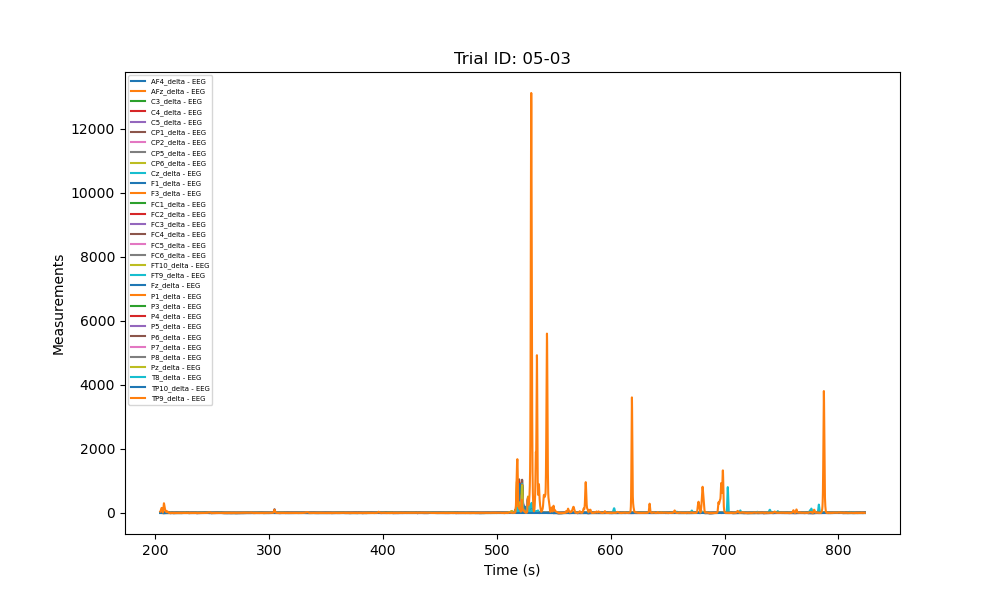 Trial ID: 05-03
AF4_delta - EEG
AFz_delta - EEG
C3_delta - EEG
C4_delta - EEG
C5_delta - EEG
CP1_delta - EEG
CP2_delta - EEG
CP5_delta - EEG
CP6_delta - EEG
Cz_delta - EEG
F1_delta - EEG
F3_delta - EEG
FC1_delta - EEG
FC2_delta - EEG
FC3_delta - EEG
FC4_delta - EEG
FC5_delta - EEG
FC6_delta - EEG
FT10_delta - EEG
FT9_delta - EEG
Fz_delta - EEG
P1_delta - EEG
P3_delta - EEG
P4_delta - EEG
P5_delta - EEG
P6_delta - EEG
P7_delta - EEG
P8_delta - EEG
Pz_delta - EEG
T8_delta - EEG
TP10_delta - EEG
TP9_delta - EEG
12000
10000
8000
6000
4000
2000
0
Measurements
200 300 400 500 600 700 800
Time (s)